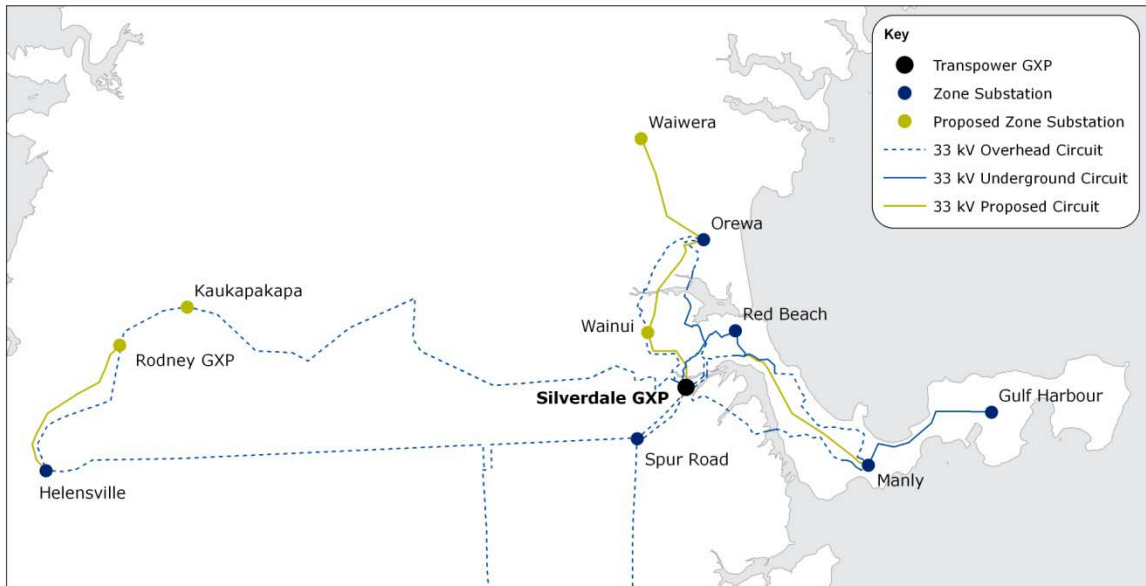 Key
Transpower GXP
Zone Substation
Proposed Zone Substation
33 kV Overhead Circuit
33 kV Underground Circuit
33 kV Proposed Circuit
Waiwera
Orewa
Kaukapakapa
Red Beach
Wainui
Rodney GXP
Silverdale GXP
Gulf Harbour
Spur Road
Manly
Helensville